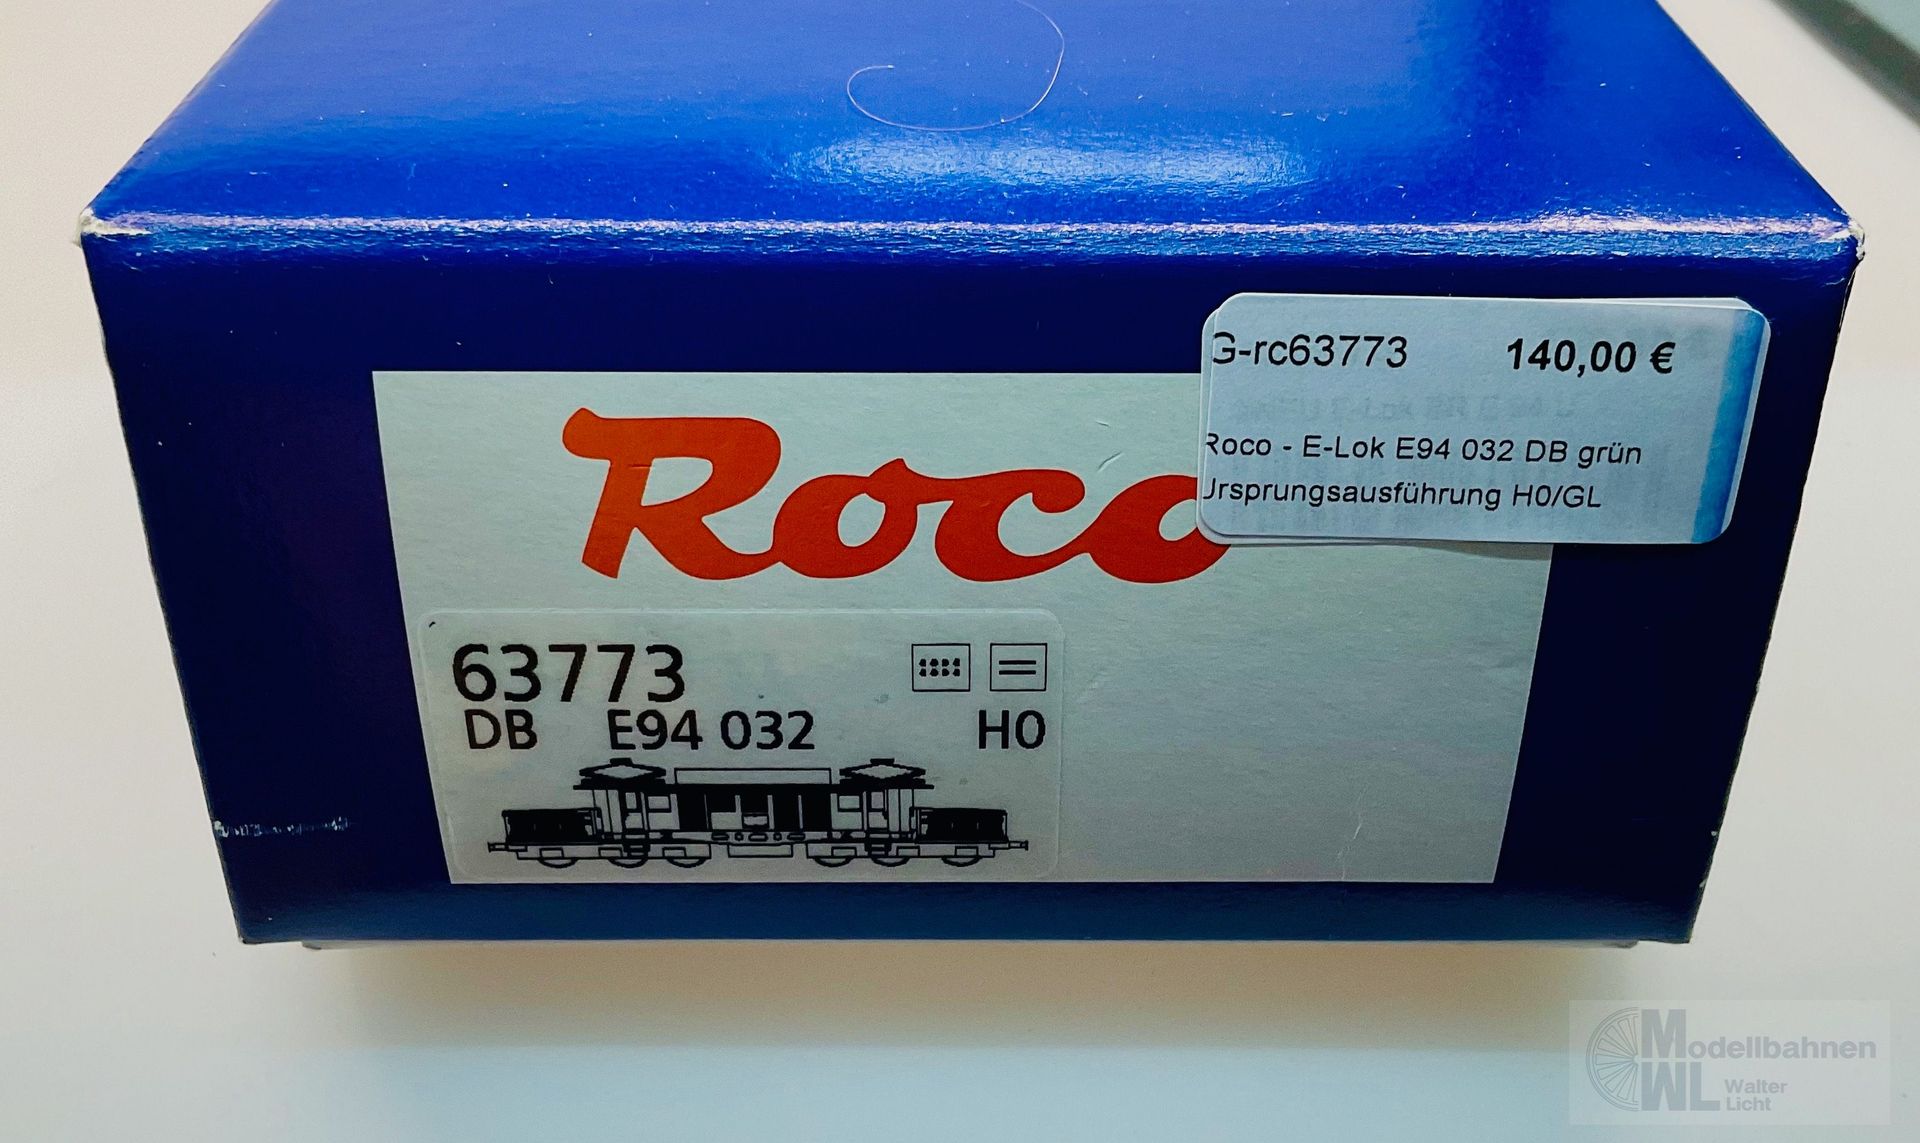 G-rc63773 140,00 €
Roco - E-Lok E94 032 DB grün
Ursprungsausführung H0/GL
Roco
63773
DB E94 032 H0
Modellbahnen
WL Walter
Licht